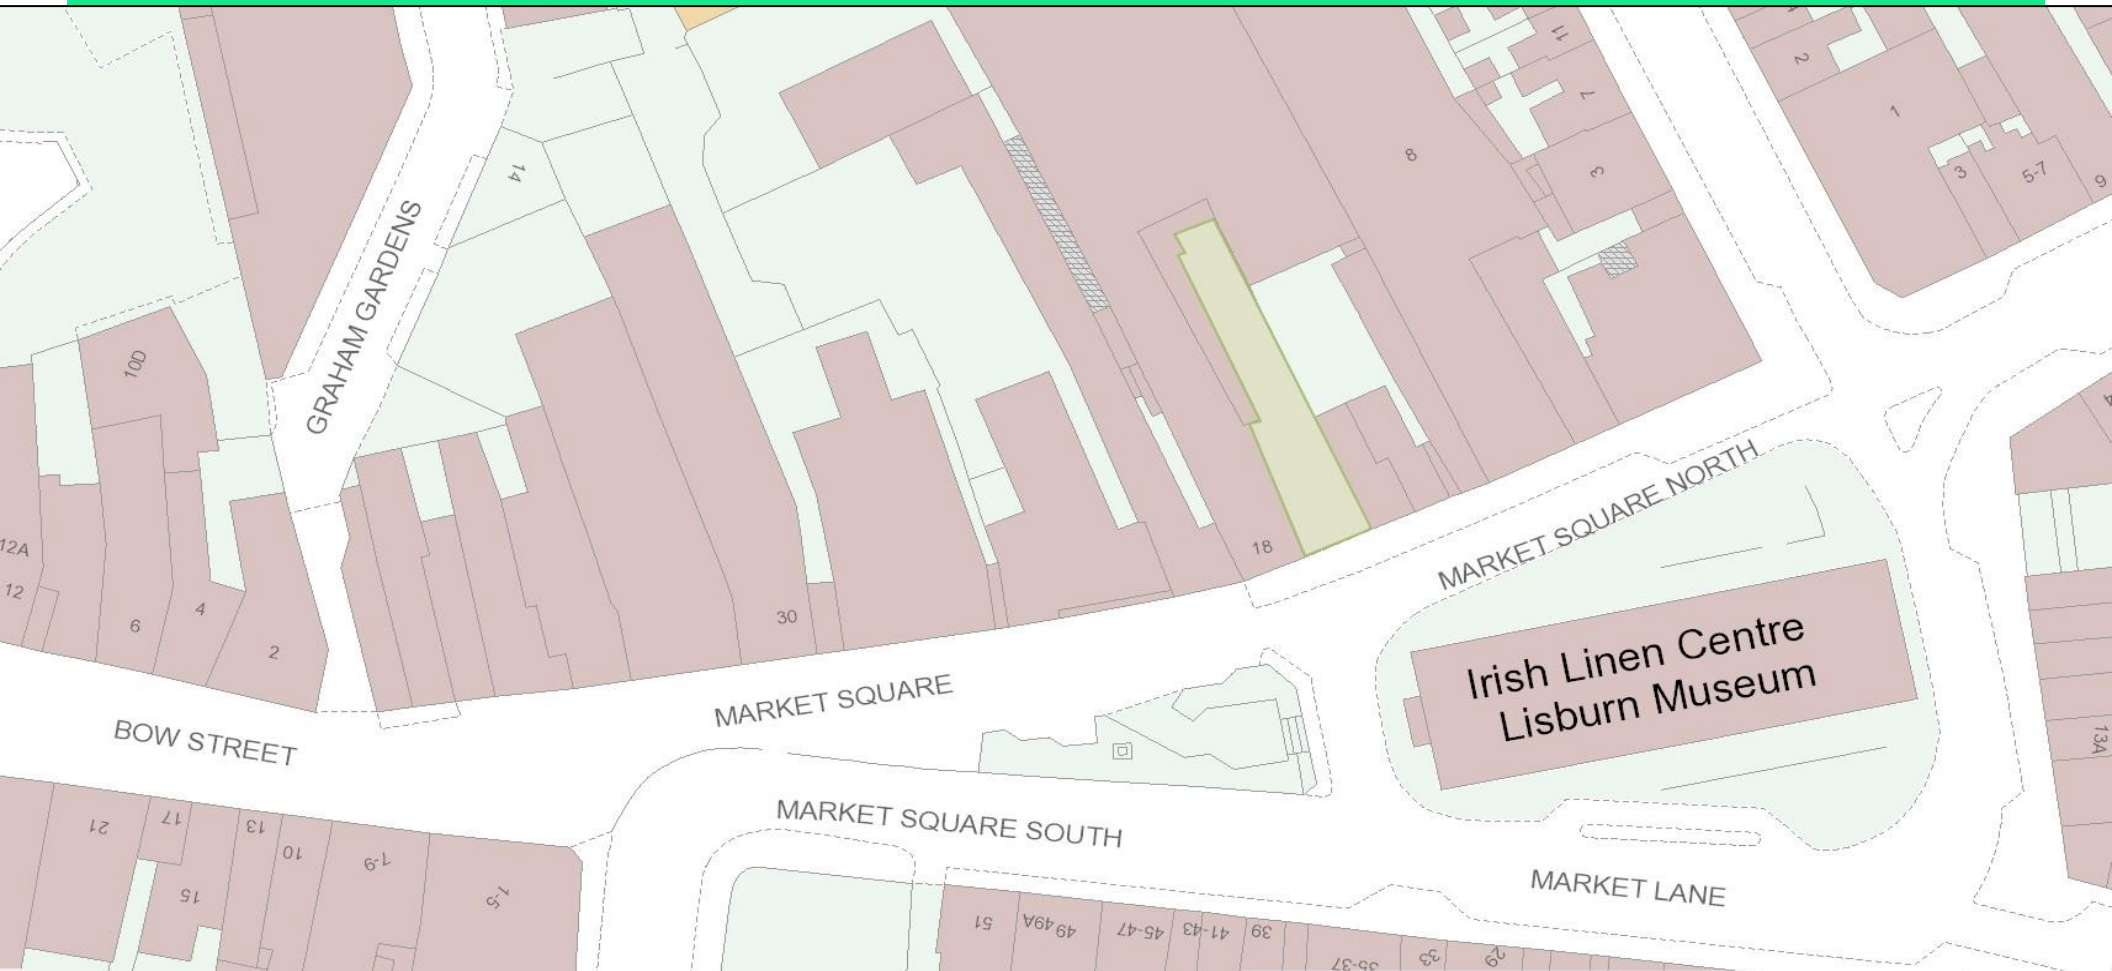 11
2
7
1
8
3
14
3
5-7
9
GRAHAM GARDENS
10D
4
MARKET SQUARE NORTH
18
12A
12
6
4
2
30
Irish Linen Centre
Lisburn Museum
MARKET SQUARE
BOW STREET
13A
MARKET SQUARE SOUTH
MARKET LANE
21
17
13
10
7-9
15
1-5
51
49A
49
45-47
41-43
39
35-37
33
29